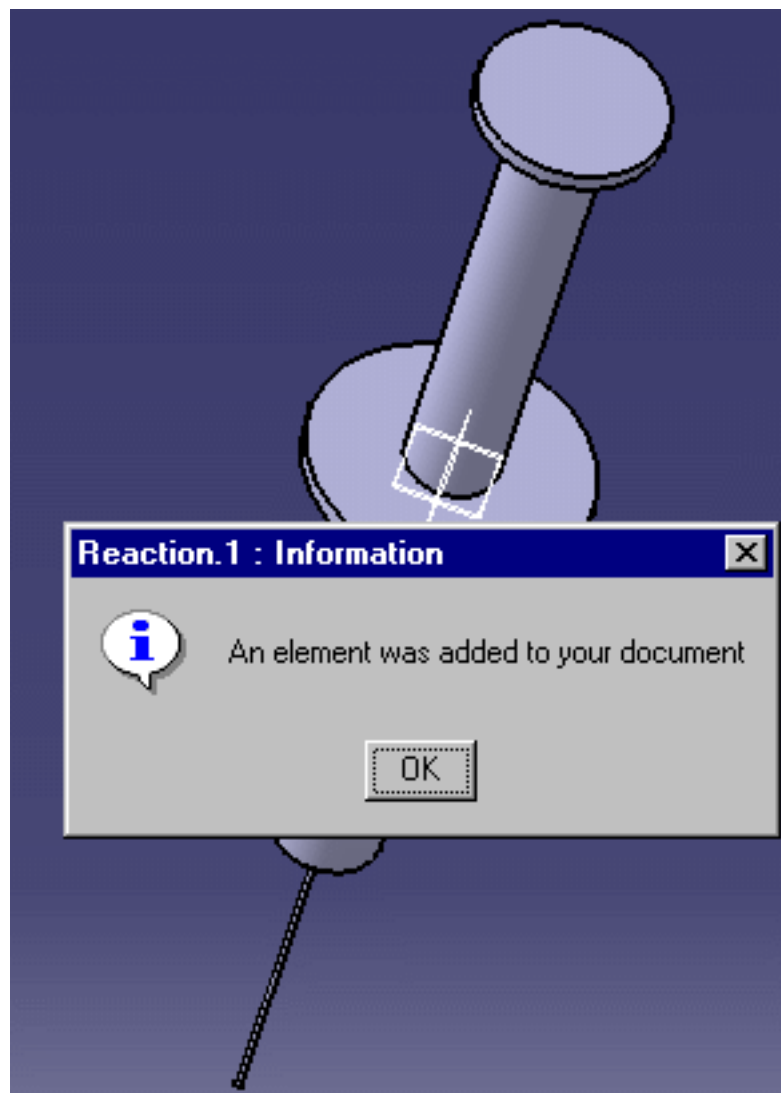 Reaction.1 : Information
An element was added to your document
OK